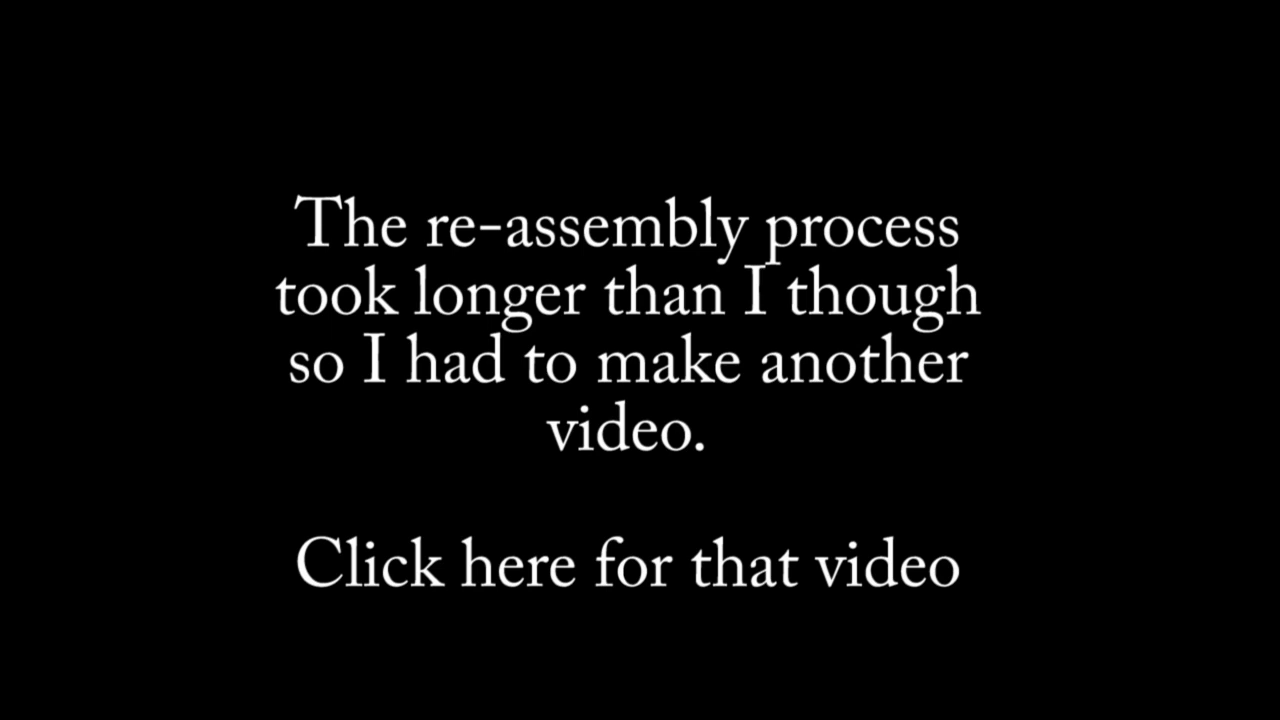 The re-assembly process
took longer than I though
so I had to make another
video.
Click here for that video